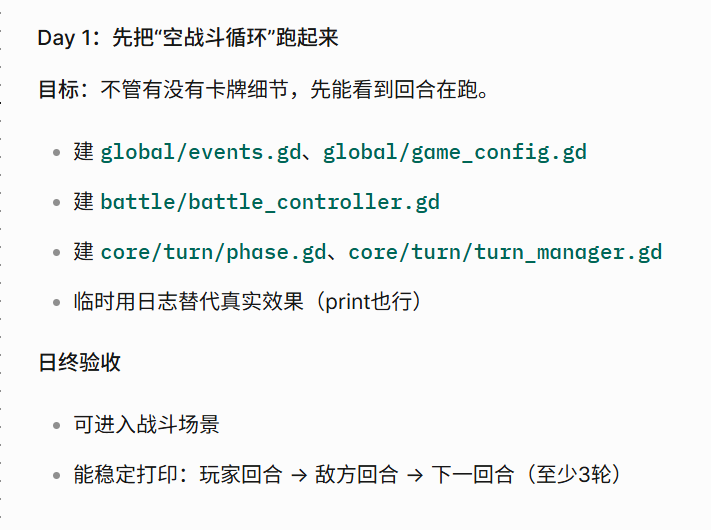 Day 1：先把“空战斗循环”跑起来
目标：不管有没有卡牌细节，先能看到回合在跑。
建 global/events.gd、global/game_config.gd
建 battle/battle_controller.gd
建 core/turn/phase.gd、core/turn/turn_manager.gd
临时用日志替代真实效果（print也行）
日终验收
可进入战斗场景
能稳定打印：玩家回合 → 敌方回合 → 下一回合（至少3轮）